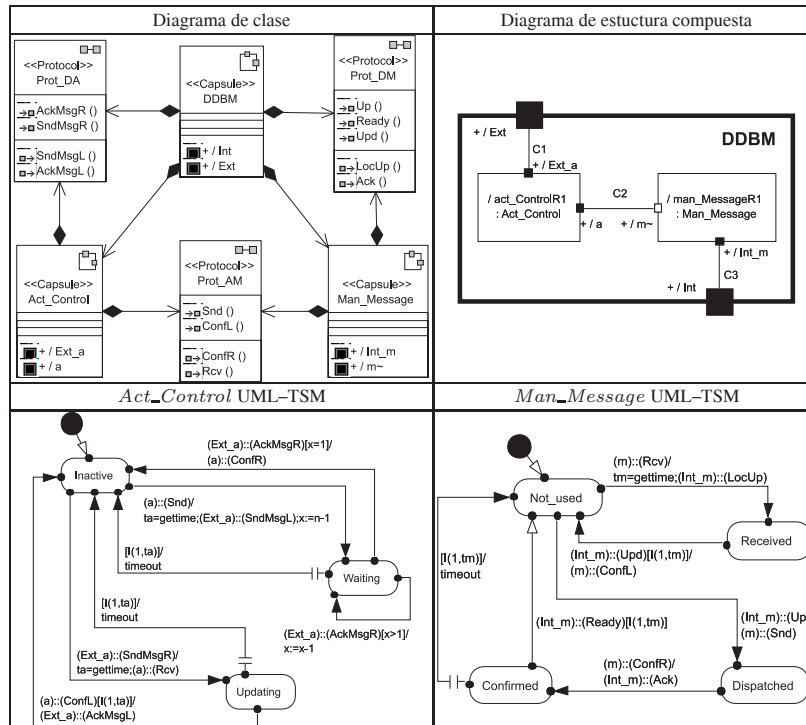 Diagrama de clase
Diagrama de estuctura compuesta
<<Protocol>>
Prot_DA
AckMsgR ()
SndMsgR ()
SndMsgL ()
AckMsgL ()
<<Capsule>>
DDBM
+ / Int
+ / Ext
<<Protocol>>
Prot_DM
Up ()
Ready ()
Upd ()
LocUp ()
Ack ()
<<Capsule>>
Act_Control
+ / Ext_a
+ / a
<<Protocol>>
Prot_AM
Snd ()
ConfL ()
ConfR ()
Rcv ()
<<Capsule>>
Man_Message
+ / Int_m
+ / m~
+ / Ext
DDBM
C1
+ / Ext_a
/ act_ControlR1
: Act_Control
C2
/ man_MessageR1
: Man_Message
+ / a
+ / m~
+ / Int_m
C3
+ / Int
Act_Control UML–TSM
Man_Message UML–TSM
Inactive
(Ext_a)::(AckMsgR)[x=1]/
(a)::(ConfR)
(a)::(Snd)/
ta=gettime;(Ext_a)::(SndMsgL);x:=n-1
[I(1,ta)]/
timeout
Waiting
[I(1,ta)]/
timeout
(Ext_a)::(AckMsgR)[x>1]/
x:=x-1
(Ext_a)::(SndMsgR)/
ta=gettime;(a)::(Rcv)
Updating
(a)::(ConfL)[I(1,ta)]/
(Ext_a)::(AckMsgL)
(m)::(Rcv)/
tm=gettime;(Int_m)::(LocUp)
Not_used
Received
[I(1,tm)]/
timeout
(Int_m)::(Upd)[I(1,tm)]/
(m)::(ConfL)
(Int_m)::(Ready)[I(1,tm)]
(Int_m)::(Up
(m)::(Snd)
(m)::(ConfR)/
(Int_m)::(Ack)
Confirmed
Dispatched